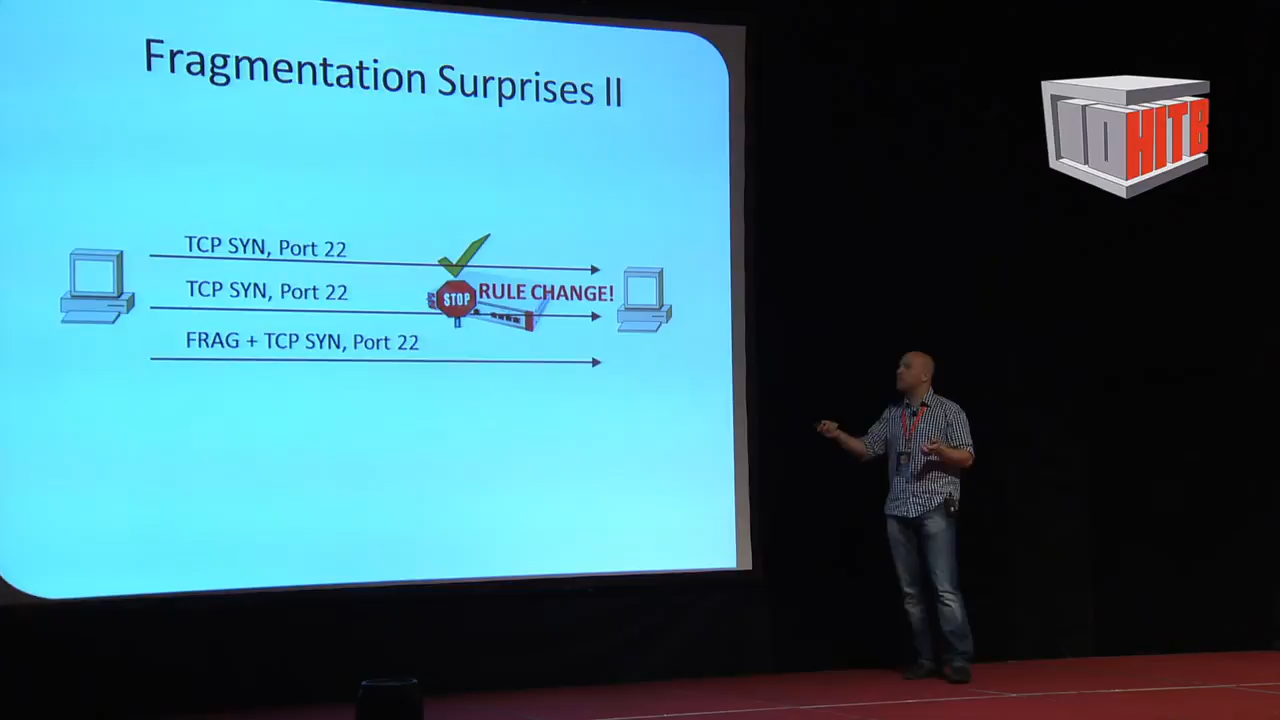 Fragmentation Surprises II
TCP SYN, Port 22
TCP SYN, Port 22
STOP
RULE CHANGE!
FRAG + TCP SYN, Port 22
10 HITB